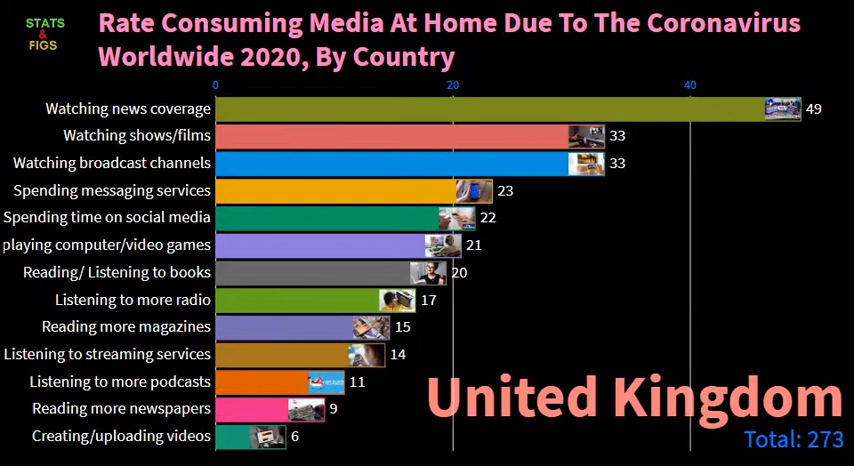 STATS
&
FIGS
Rate Consuming Media At Home Due To The Coronavirus
Worldwide 2020, By Country
0 20 40
Watching news coverage 49
Watching shows/films 33
Watching broadcast channels 33
Spending messaging services 23
Spending time on social media 22
playing computer/video games 21
Reading/ Listening to books 20
Listening to more radio 17
Reading more magazines 15
Listening to streaming services 14
Listening to more podcasts 11
Reading more newspapers 9
Creating/uploading videos 6
United Kingdom
Total: 273